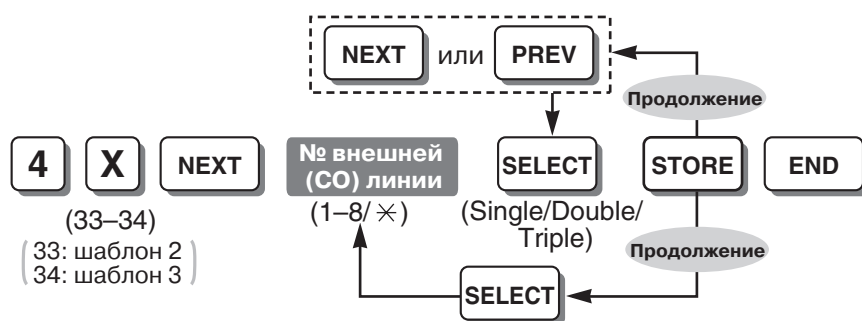 NEXT или PREV
Продолжение
4 X NEXT № внешней (CO) линии SELECT STORE END
(33–34) (1–8/ ✳) (Single/Double/
Triple)
33: шаблон 2
34: шаблон 3
Продолжение
SELECT